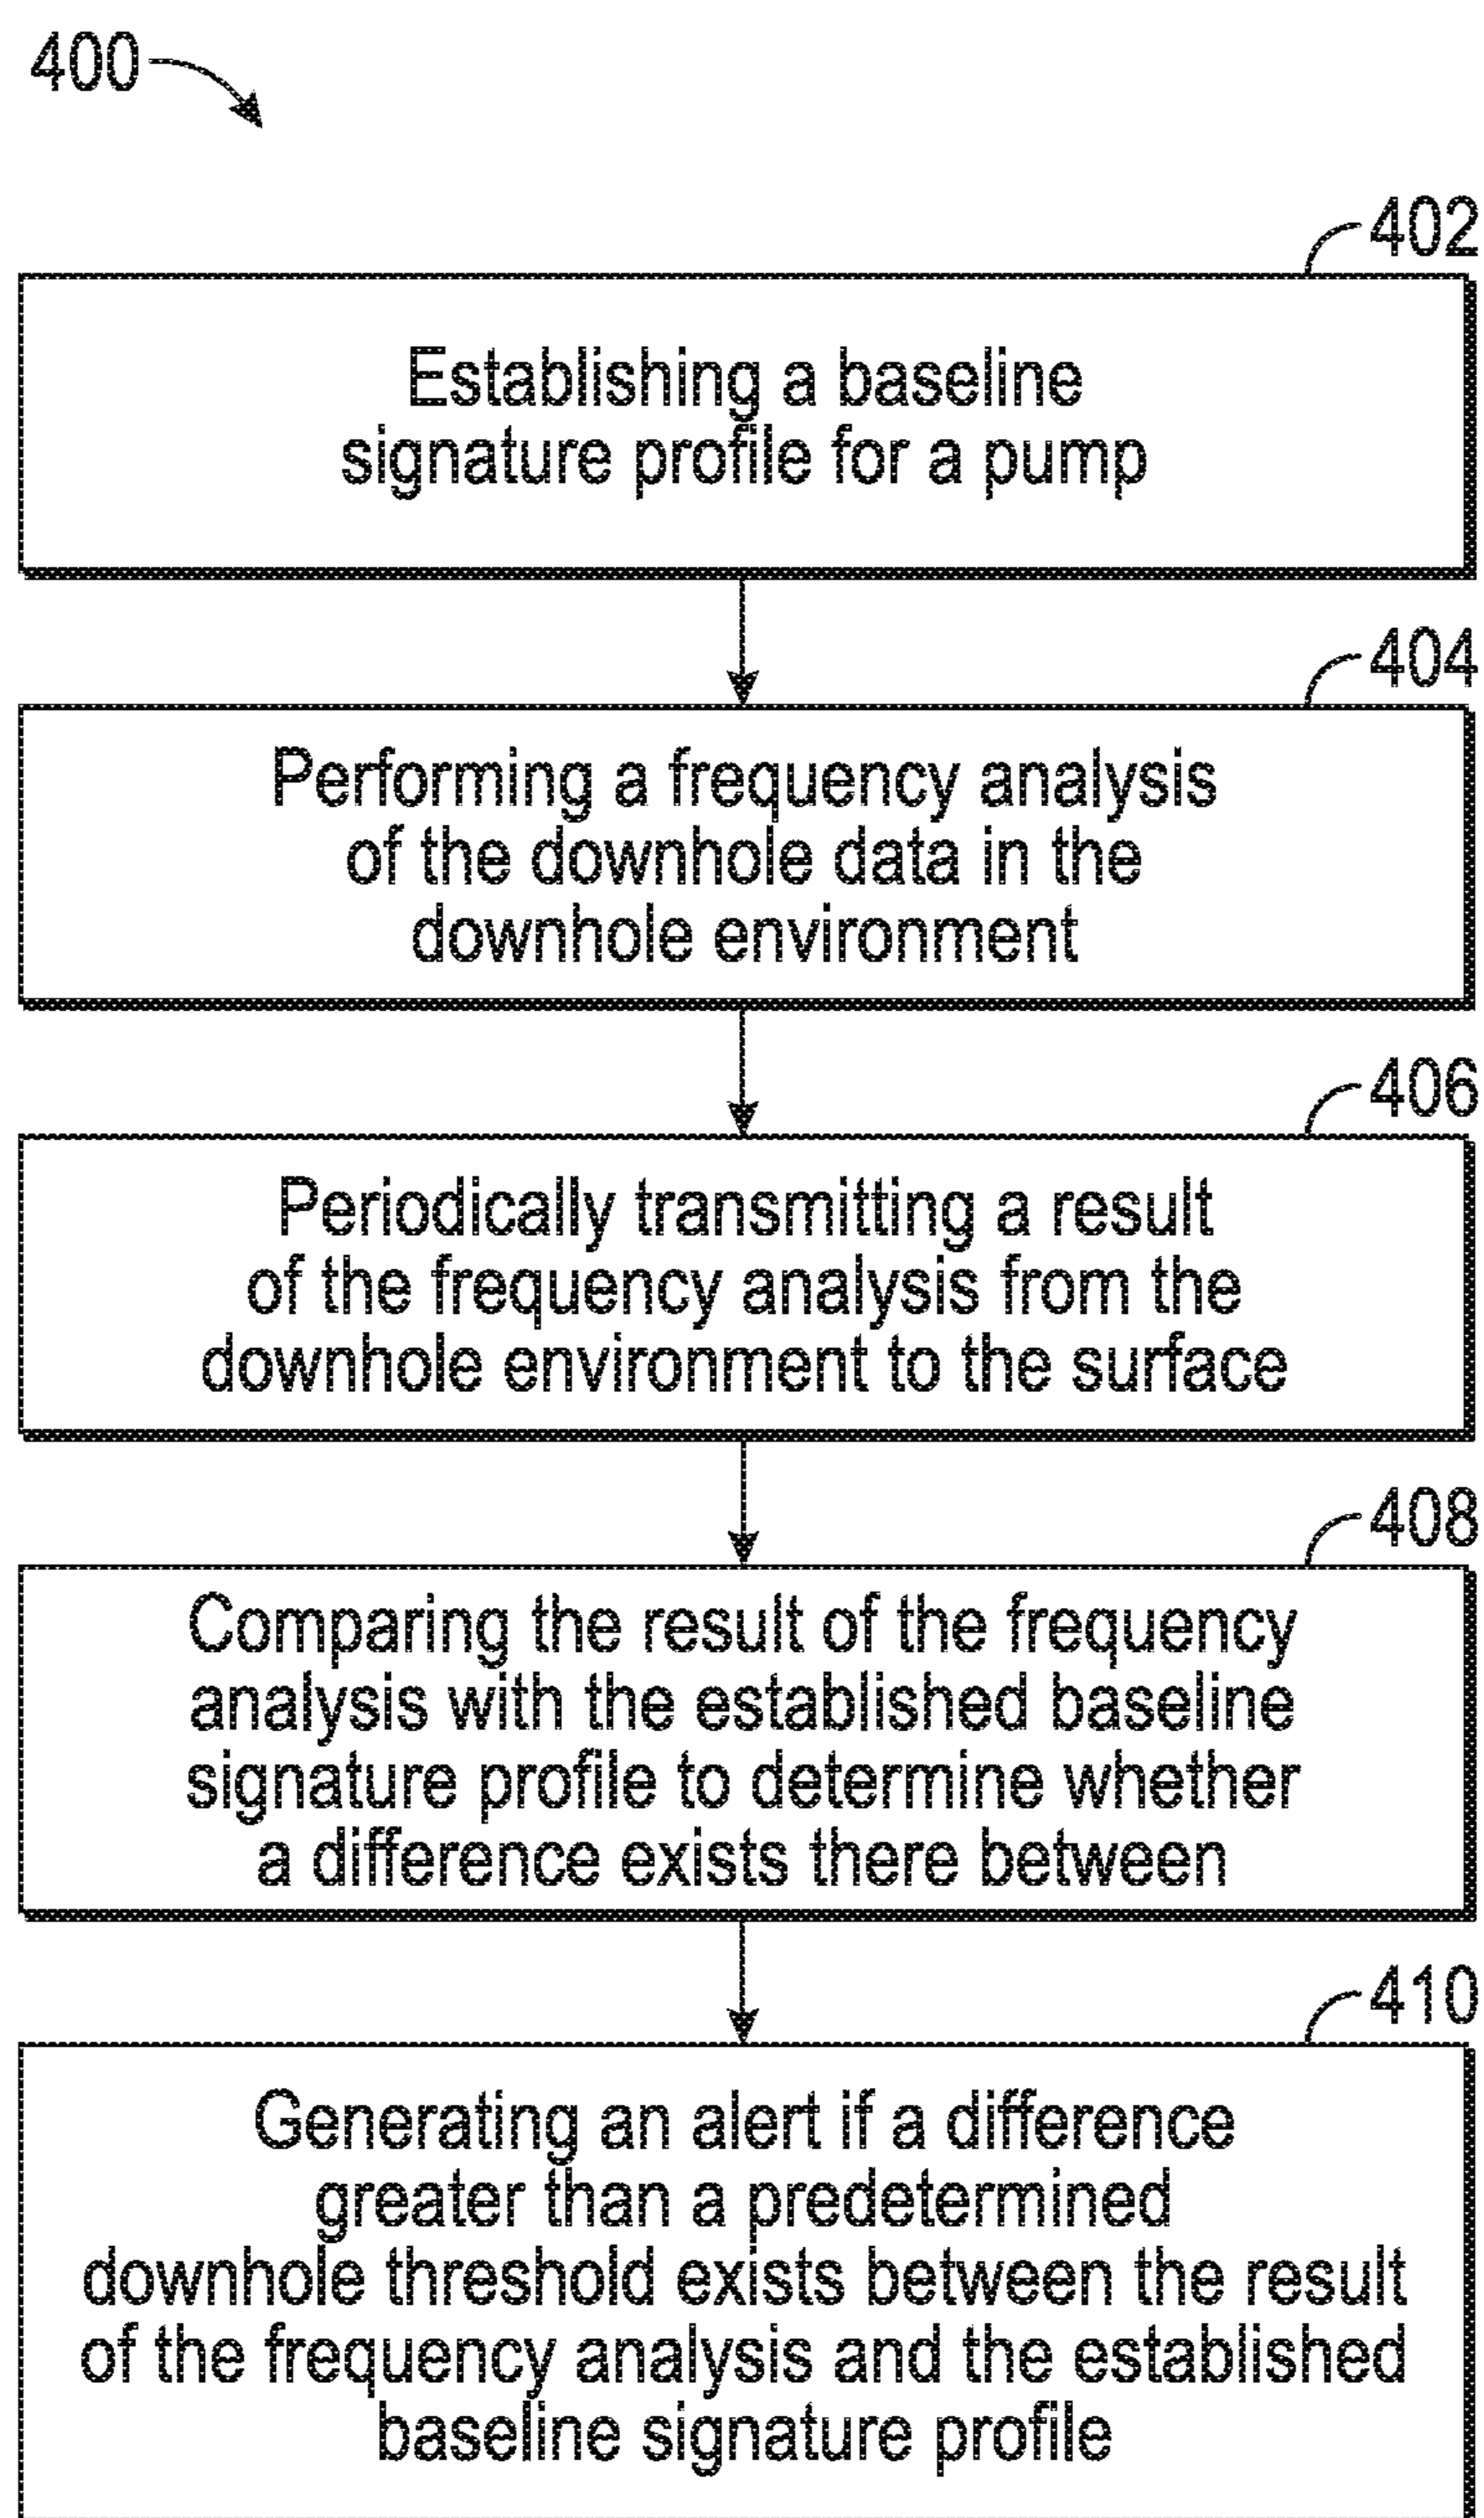 400
402
Establishing a baseline
signature profile for a pump
404
Performing a frequency analysis
of the downhole data in the
downhole environment
406
Periodically transmitting a result
of the frequency analysis from the
downhole environment to the surface
408
Comparing the result of the frequency
analysis with the established baseline
signature profile to determine whether
a difference exists there between
410
Generating an alert if a difference
greater than a predetermined
downhole threshold exists between the result
of the frequency analysis and the established
baseline signature profile